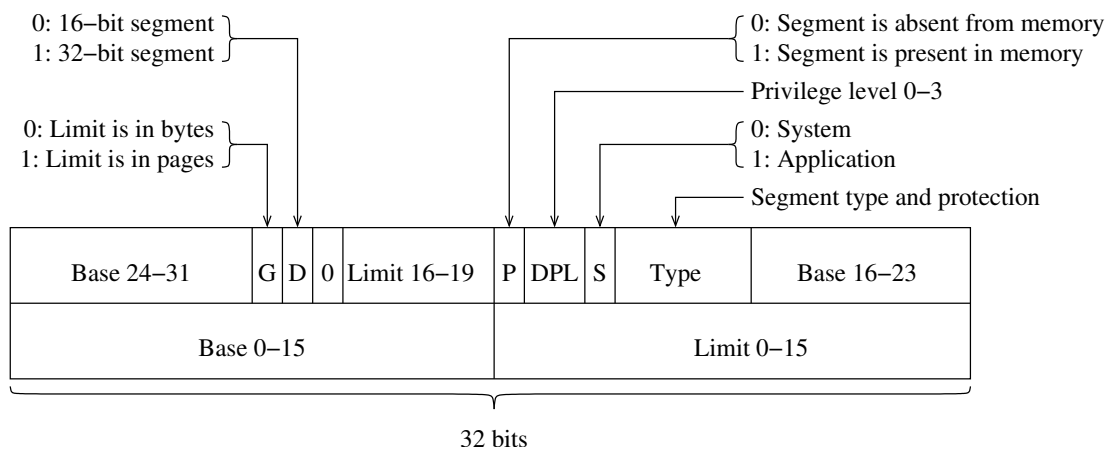 0: 16−bit segment
1: 32−bit segment
0: Segment is absent from memory
1: Segment is present in memory
Privilege level 0−3
0: Limit is in bytes
1: Limit is in pages
0: System
1: Application
Segment type and protection
Base 24−31 G D 0 Limit 16−19 P DPL S Type Base 16−23
Base 0−15 Limit 0−15
32 bits